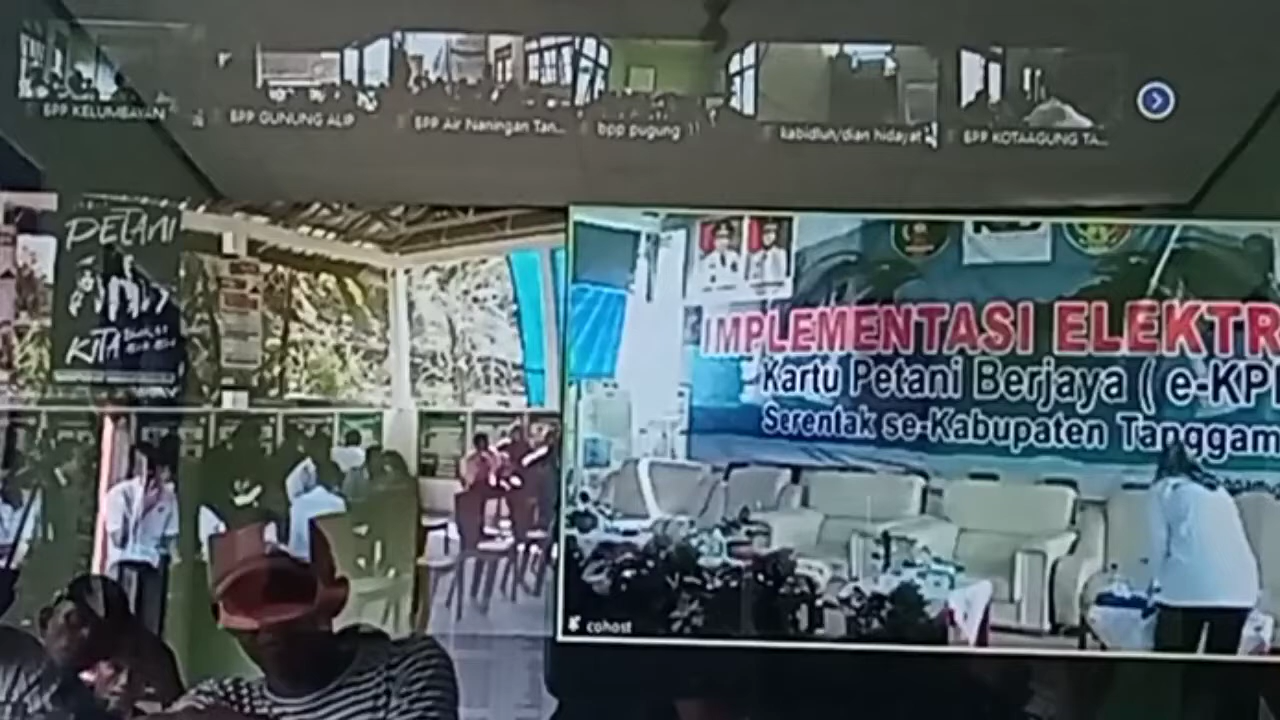 BPP KELUMBAYAN
BPP GUNUNG ALIP
BPP Air Naningan Tan...
bpp pugung
kabidluh/dian hidayat
BPP KOTAAGUNG TA...
PETANI
KITA
IMPLEMENTASI ELEKTR
Kartu Petani Berjaya ( e-KP
Serentak se-Kabupaten Tanggam
cohost